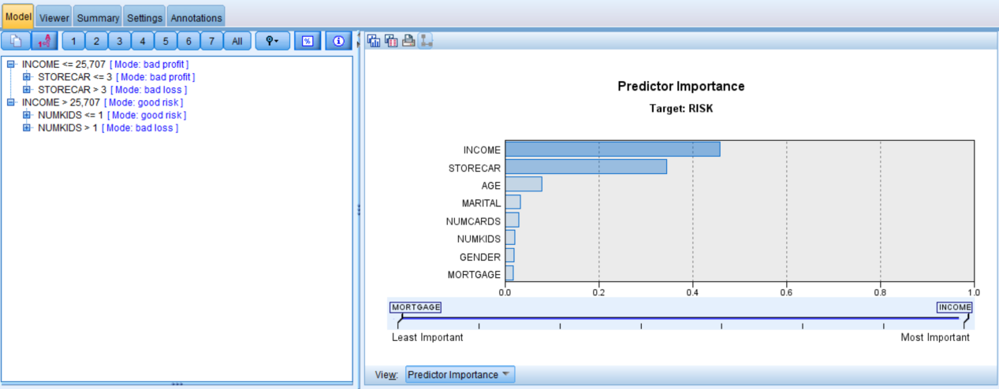 Model Viewer Summary Settings Annotations
1 2 3 4 5 6 7 All %
INCOME <= 25,707 [ Mode: bad profit ]
STORECAR <= 3 [ Mode: bad profit ]
STORECAR > 3 [ Mode: bad loss ]
INCOME > 25,707 [ Mode: good risk ]
NUMKIDS <= 1 [ Mode: good risk ]
NUMKIDS > 1 [ Mode: bad loss ]
Predictor Importance
Target: RISK
INCOME
STORECAR
AGE
MARITAL
NUMCARDS
NUMKIDS
GENDER
MORTGAGE
0.0 0.2 0.4 0.6 0.8 1.0
MORTGAGE INCOME
Least Important Most Important
View: Predictor Importance